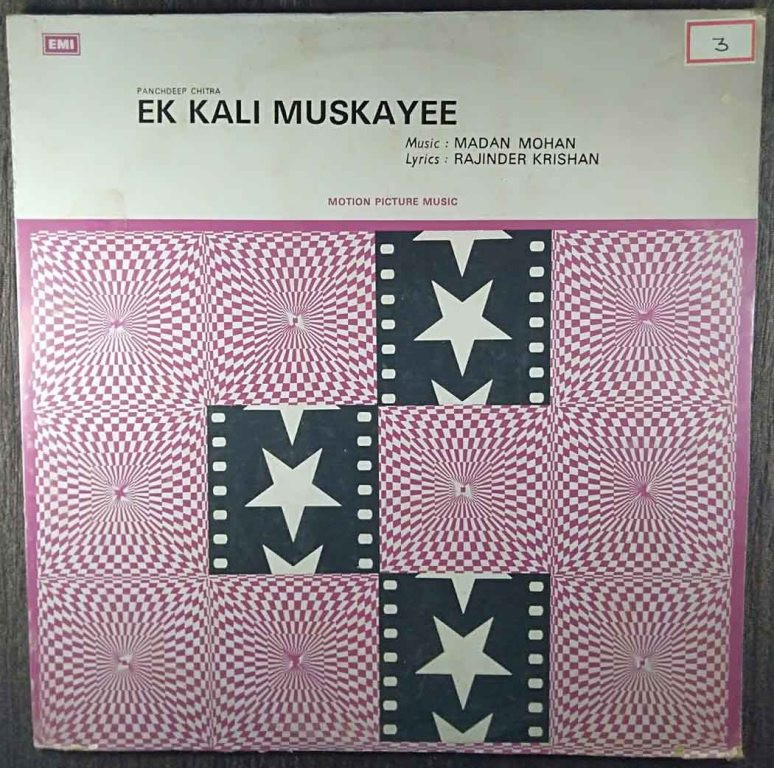 EMI
3
PANCHDEEP CHITRA
EK KALI MUSKAYEE
Music : MADAN MOHAN
Lyrics : RAJINDER KRISHAN
MOTION PICTURE MUSIC